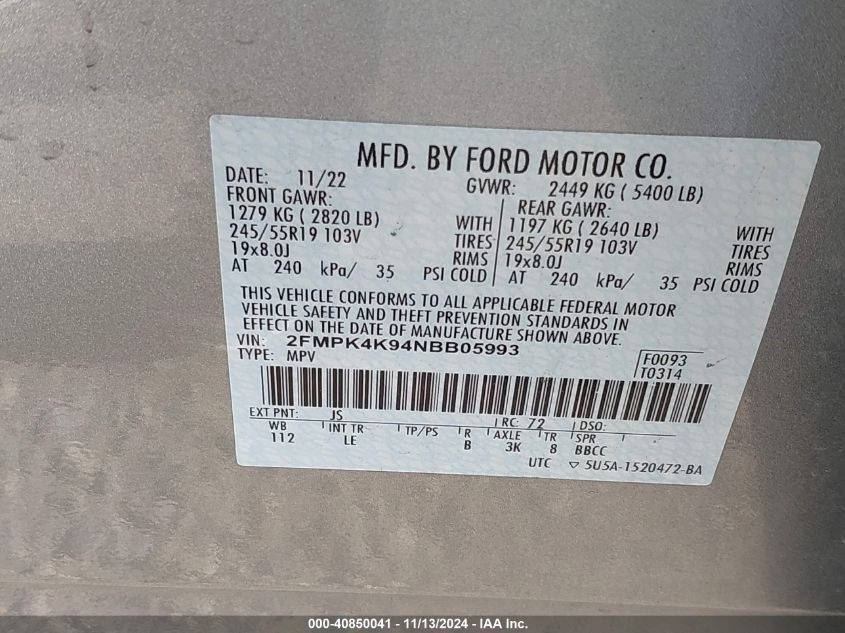 MFD. BY FORD MOTOR CO.
DATE: 11/22 GVWR: 2449 KG ( 5400 LB)
FRONT GAWR: REAR GAWR:
1279 KG ( 2820 LB) WITH 1197 KG ( 2640 LB) WITH
245/55R19 103V TIRES 245/55R19 103V TIRES
19x8.0J RIMS 19x8.0J RIMS
AT 240 kPa/ 35 PSI COLD AT 240 kPa/ 35 PSI COLD
THIS VEHICLE CONFORMS TO ALL APPLICABLE FEDERAL MOTOR
VEHICLE SAFETY AND THEFT PREVENTION STANDARDS IN
EFFECT ON THE DATE OF MANUFACTURE SHOWN ABOVE.
VIN: 2FMPK4K94NBB05993
TYPE: MPV
F0093
T0314
EXT PNT: JS RC: 72 DSO:
WB INT TR TP/PS R AXLE TR SPR
112 LE B 3K 8 BBCC
UTC ▽ 5U5A-1520472-BA
000-40850041 - 11/13/2024 - IAA Inc.